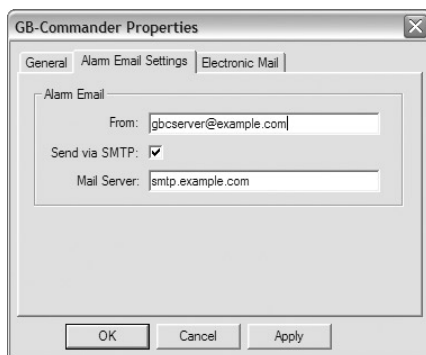 GB-Commander Properties
General Alarm Email Settings Electronic Mail
Alarm Email
From: gbcserver@example.com
Send via SMTP:
Mail Server: smtp.example.com
OK Cancel Apply